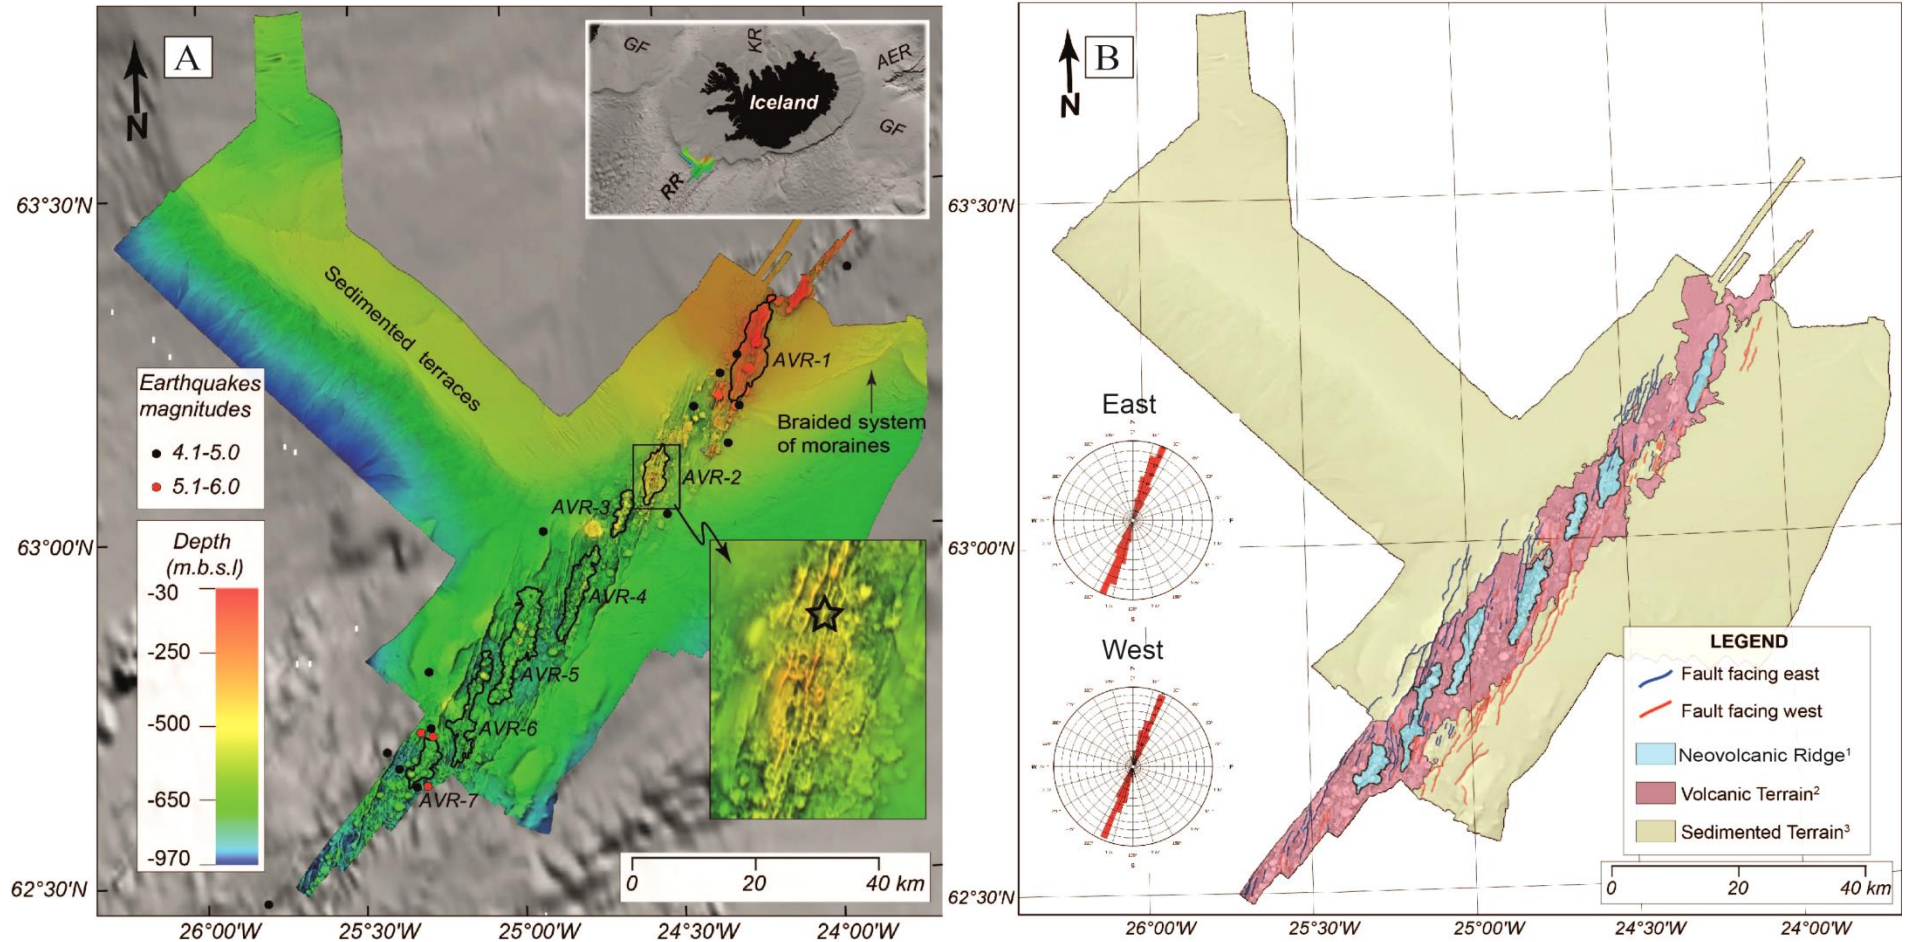 A
N
GF
KR
AER
Iceland
GF
RR
63°30'N
63°00'N
62°30'N
Sedimented terraces
Earthquakes
magnitudes
4.1-5.0
5.1-6.0
Depth
(m.b.s.l)
-30
-250
-500
-650
-970
AVR-1
Braided system
of moraines
AVR-2
AVR-3
AVR-4
AVR-5
AVR-6
AVR-7
0 20 40 km
26°00'W 25°30'W 25°00'W 24°30'W 24°00'W
B
N
63°30'N
63°00'N
62°30'N
East
West
LEGEND
Fault facing east
Fault facing west
Neovolcanic Ridge¹
Volcanic Terrain²
Sedimented Terrain³
0 20 40 km
26°00'W 25°30'W 25°00'W 24°30'W 24°00'W